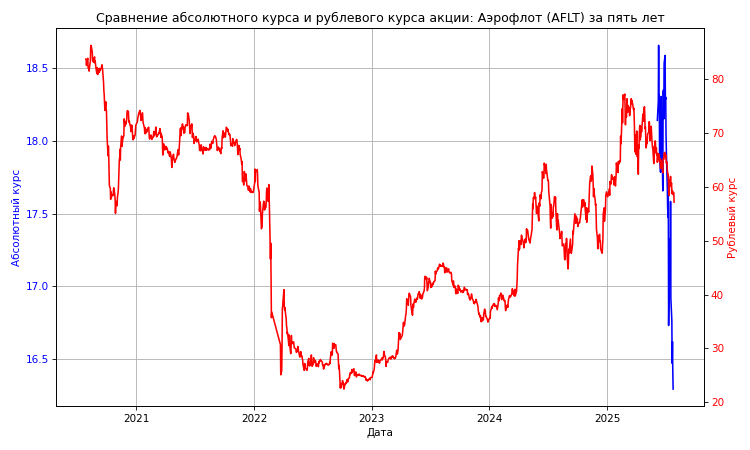 Сравнение абсолютного курса и рублевого курса акции: Аэрофлот (AFLT) за пять лет
Абсолютный курс
18.5
18.0
17.5
17.0
16.5
80
70
60
50
40
30
20
Рублевый курс
2021 2022 2023 2024 2025
Дата